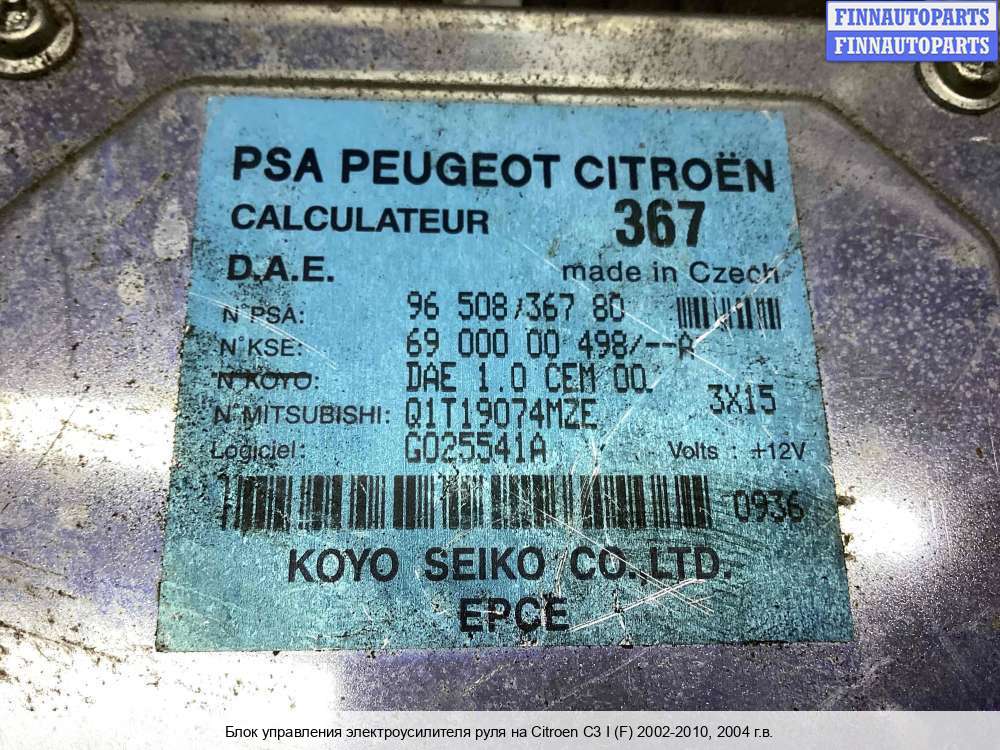 FINNAUTOPARTS
FINNAUTOPARTS
PSA PEUGEOT CITROËN
CALCULATEUR 367
D.A.E. made in Czech
N°PSA: 96 508/367 80
N°KSE: 69 000 00 498/--A
N°KOYO: DAE 1.0 CEM 00
3X15
N°MITSUBISHI: Q1T19074MZE
Logiciel: G025541A Volts : +12V
0936
KOYO SEIKO CO.,LTD.
EPCE
Блок управления электроусилителя руля на Citroen C3 I (F) 2002-2010, 2004 г.в.